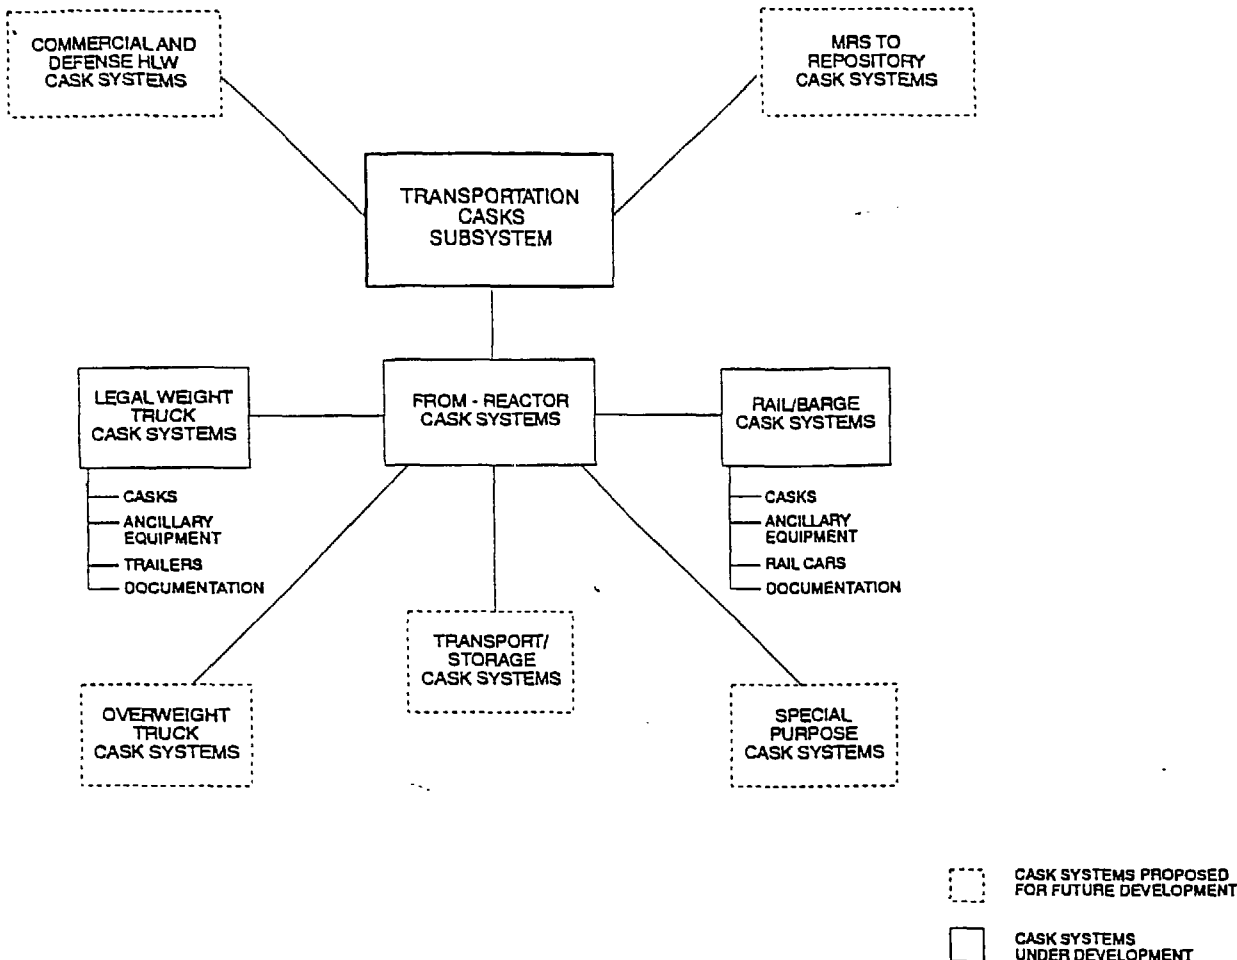 COMMERCIAL AND
DEFENSE HLW
CASK SYSTEMS
MRS TO
REPOSITORY
CASK SYSTEMS
TRANSPORTATION
CASKS
SUBSYSTEM
LEGAL WEIGHT
TRUCK
CASK SYSTEMS
FROM - REACTOR
CASK SYSTEMS
RAIL/BARGE
CASK SYSTEMS
CASKS
ANCILLARY
EQUIPMENT
TRAILERS
DOCUMENTATION
CASKS
ANCILLARY
EQUIPMENT
RAIL CARS
DOCUMENTATION
TRANSPORT/
STORAGE
CASK SYSTEMS
OVERWEIGHT
TRUCK
CASK SYSTEMS
SPECIAL
PURPOSE
CASK SYSTEMS
CASK SYSTEMS PROPOSED
FOR FUTURE DEVELOPMENT
CASK SYSTEMS
UNDER DEVELOPMENT